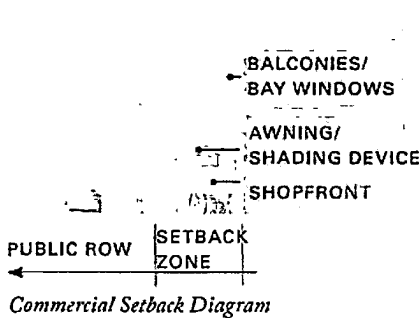 BALCONIES/
BAY WINDOWS
AWNING/
SHADING DEVICE
SHOPFRONT
PUBLIC ROW
SETBACK
ZONE
Commercial Setback Diagram